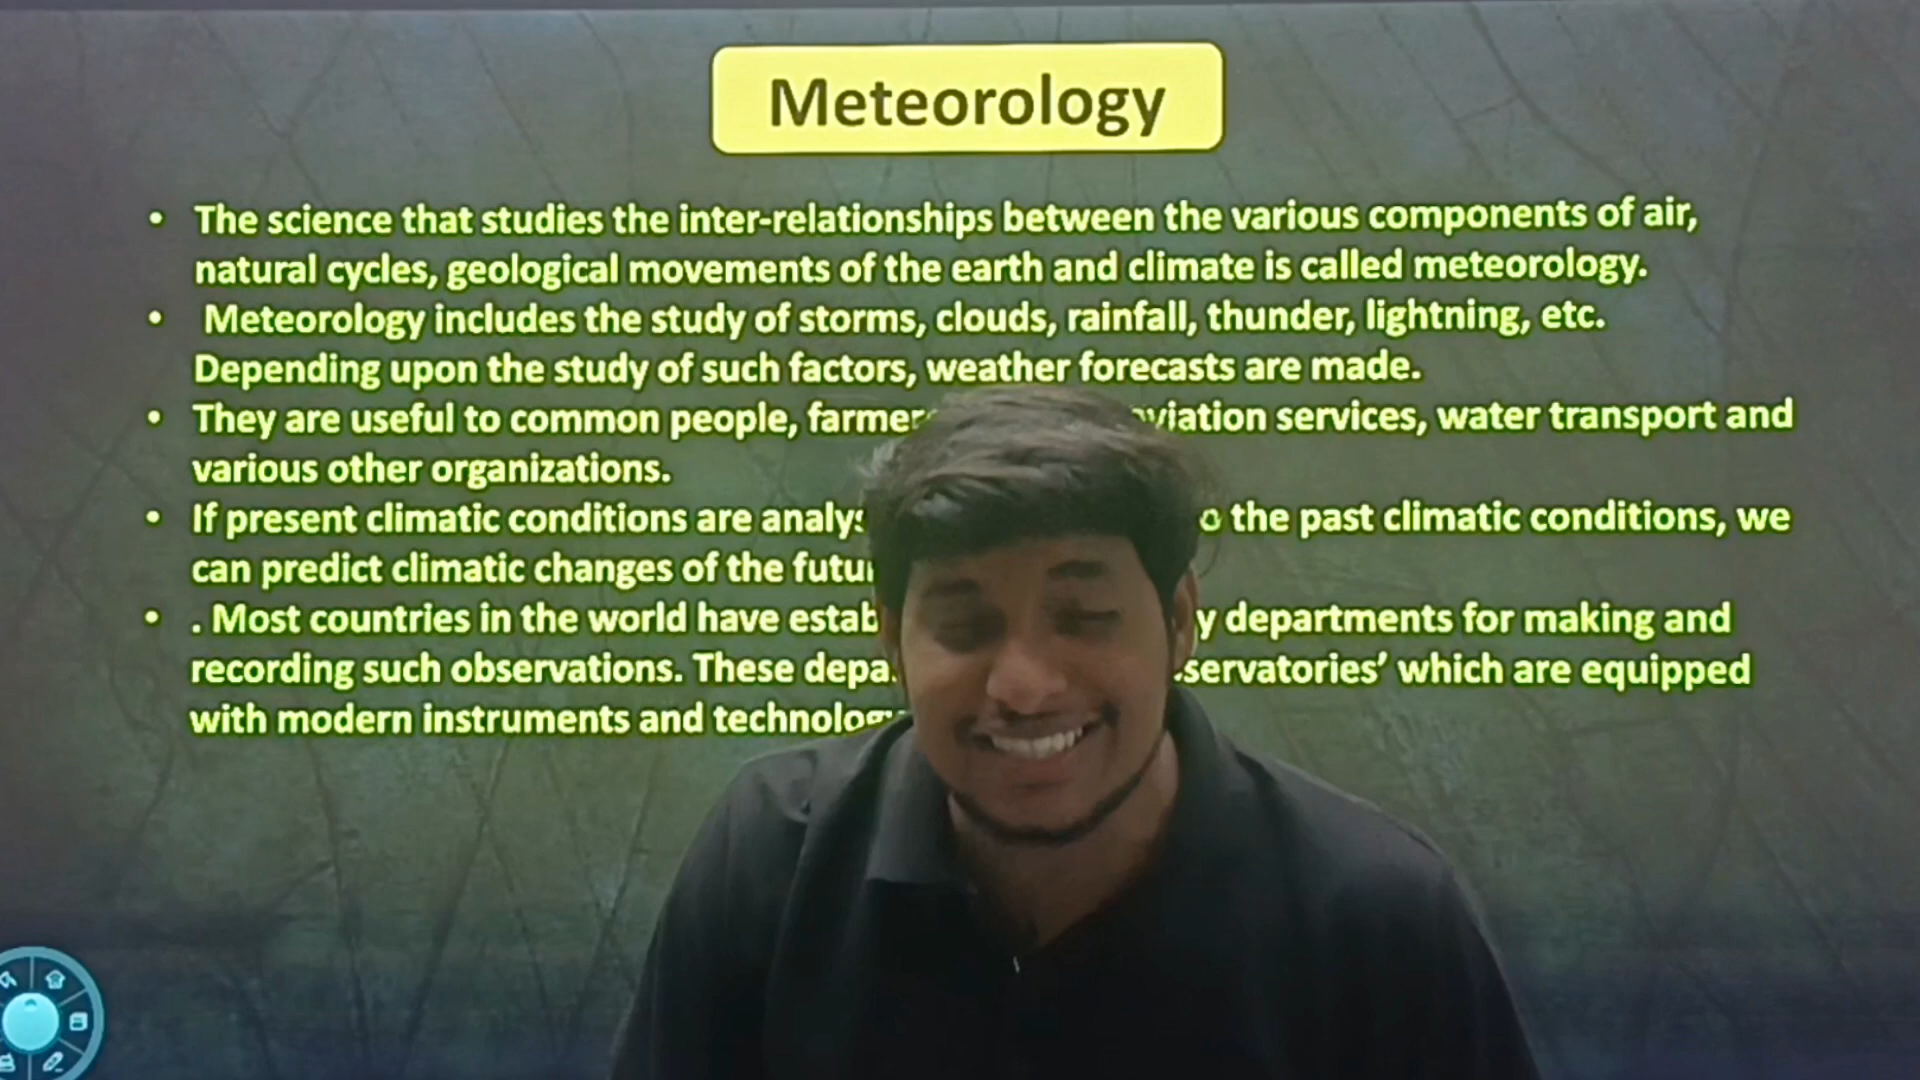 Meteorology
• The science that studies the inter-relationships between the various components of air,
natural cycles, geological movements of the earth and climate is called meteorology.
• Meteorology includes the study of storms, clouds, rainfall, thunder, lightning, etc.
Depending upon the study of such factors, weather forecasts are made.
• They are useful to common people, services, water transport and
various other organizations.
• If present climatic conditions are the past climatic conditions, we
can predict climatic changes of the
• . Most countries in the world have departments for making and
recording such observations. These which are equipped
with modern instruments and